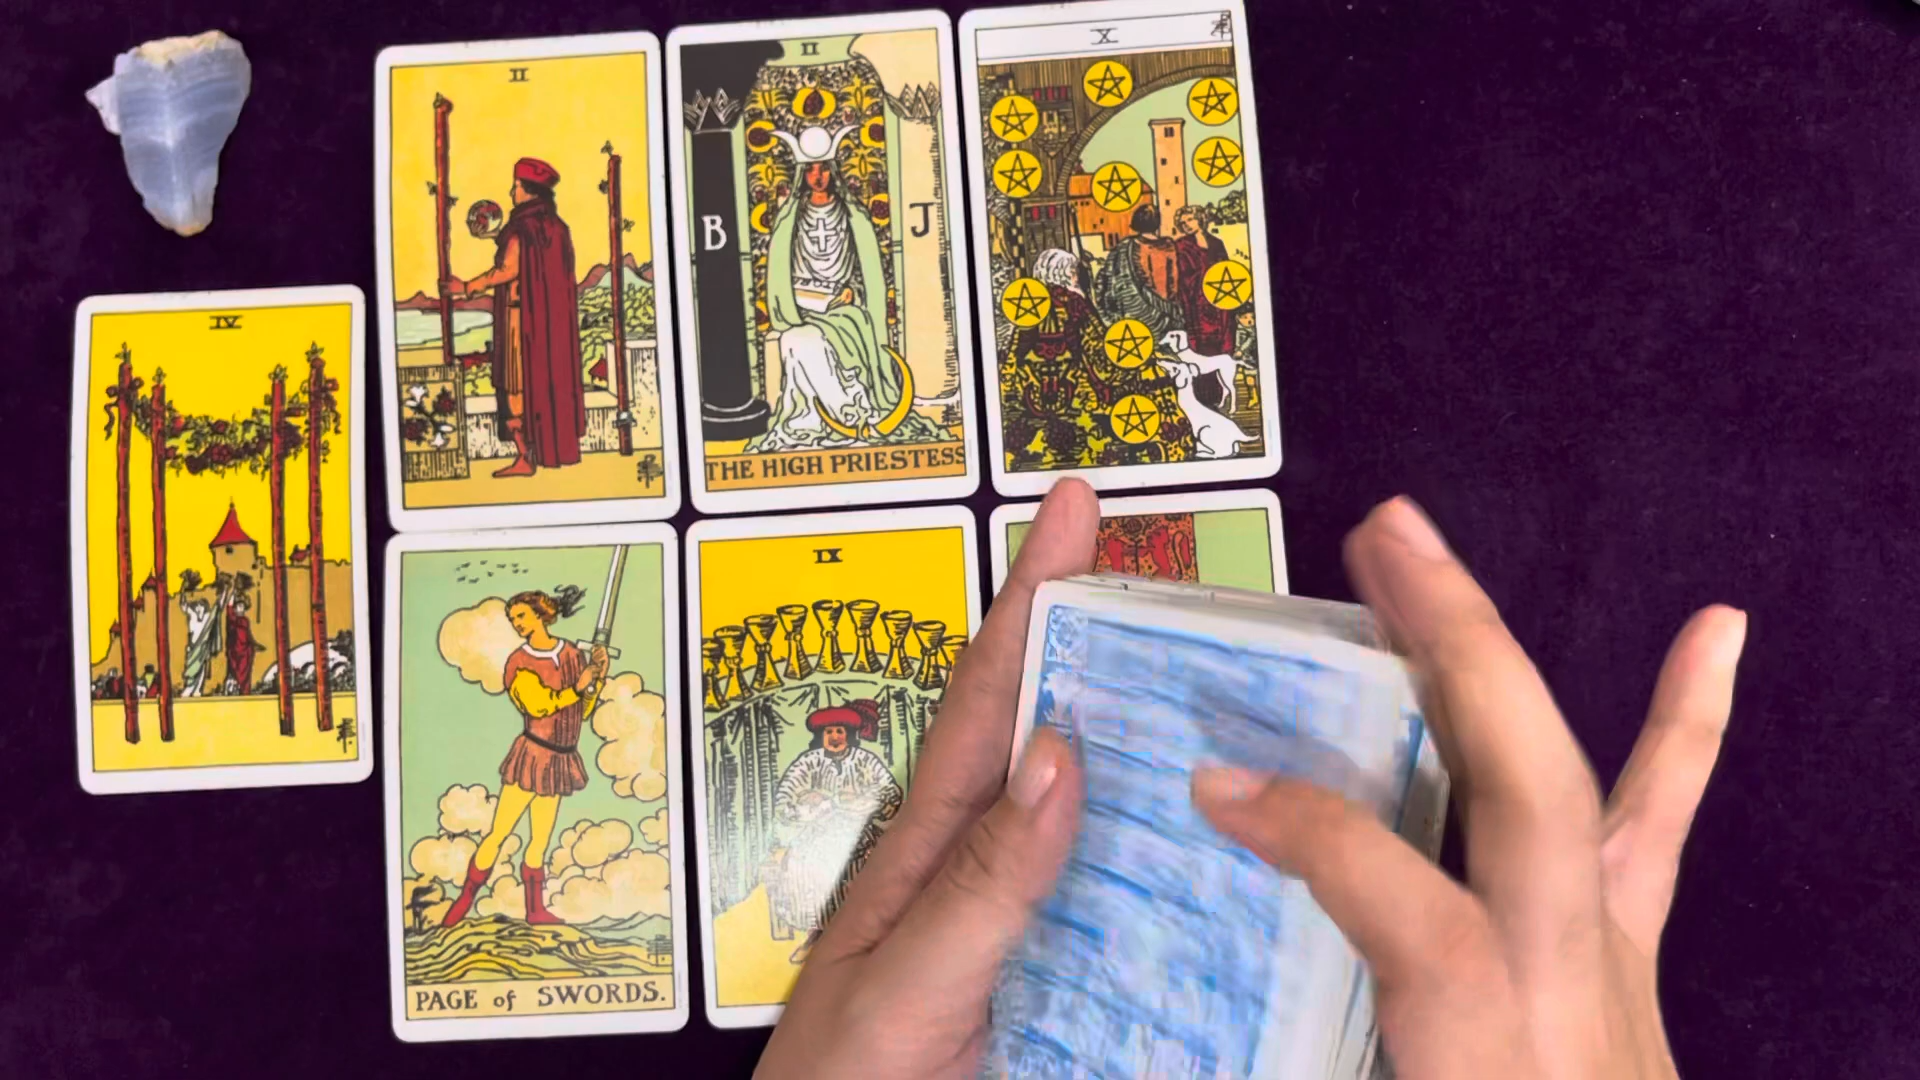 II
II
X
B
J
THE HIGH PRIESTESS
IV
IX
PAGE of SWORDS.